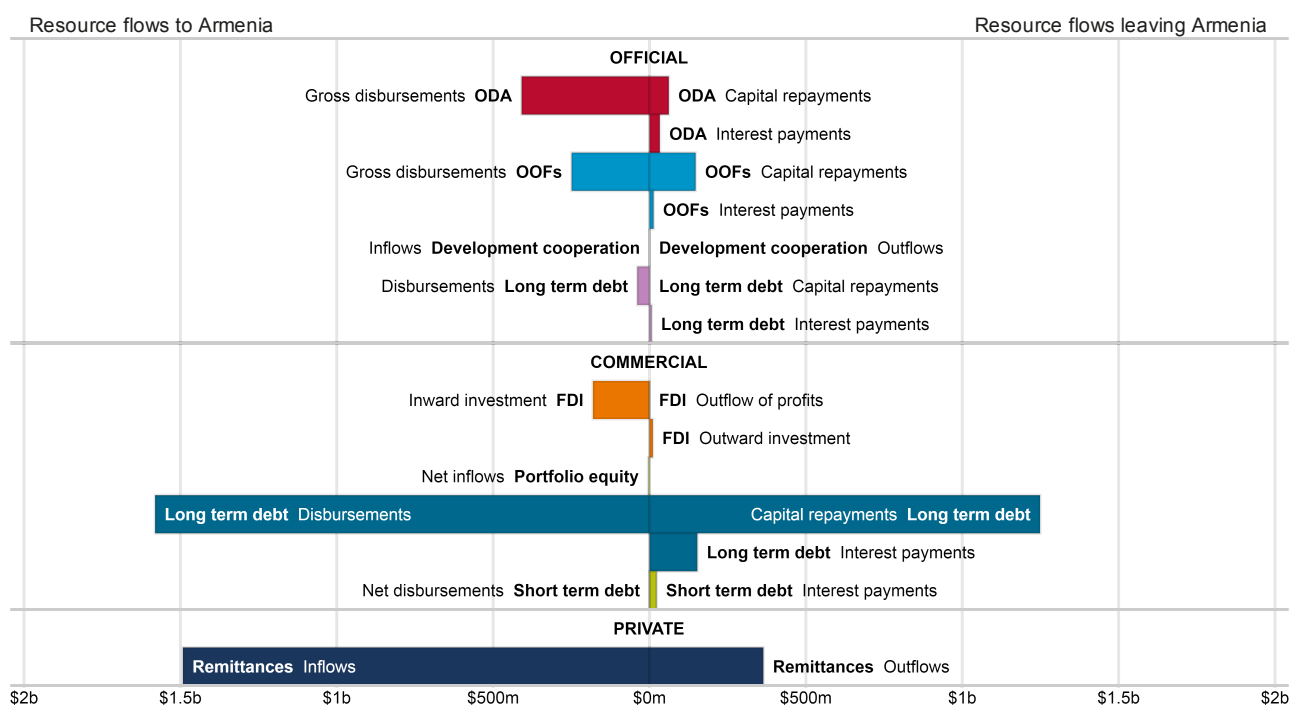 Resource flows to Armenia Resource flows leaving Armenia
OFFICIAL
Gross disbursements ODA ODA Capital repayments
ODA Interest payments
Gross disbursements OOFs OOFs Capital repayments
OOFs Interest payments
Inflows Development cooperation Development cooperation Outflows
Disbursements Long term debt Long term debt Capital repayments
Long term debt Interest payments
COMMERCIAL
Inward investment FDI FDI Outflow of profits
FDI Outward investment
Net inflows Portfolio equity
Long term debt Disbursements Capital repayments Long term debt
Long term debt Interest payments
Net disbursements Short term debt Short term debt Interest payments
PRIVATE
Remittances Inflows Remittances Outflows
$2b $1.5b $1b $500m $0m $500m $1b $1.5b $2b